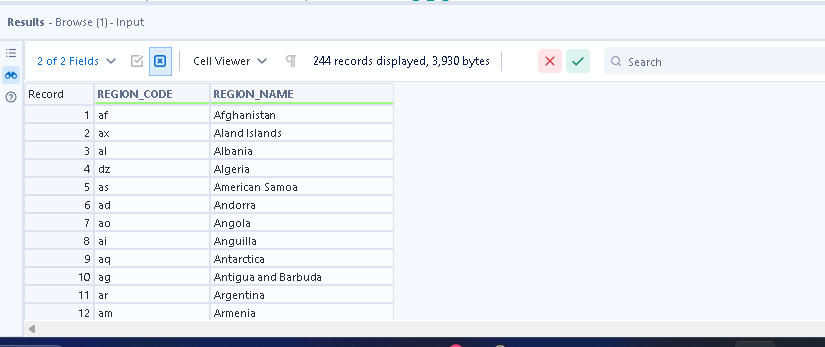 Results - Browse (1) - Input
2 of 2 Fields Cell Viewer 244 records displayed, 3,930 bytes Search
Record REGION_CODE REGION_NAME
1 af Afghanistan
2 ax Aland Islands
3 al Albania
4 dz Algeria
5 as American Samoa
6 ad Andorra
7 ao Angola
8 ai Anguilla
9 aq Antarctica
10 ag Antigua and Barbuda
11 ar Argentina
12 am Armenia